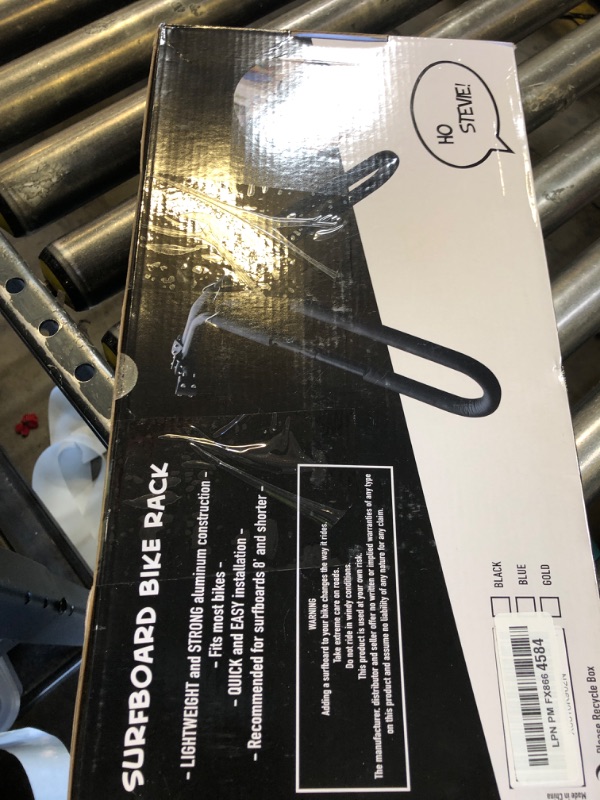 HO
STEVIE!
SURFBOARD BIKE RACK
- LIGHTWEIGHT and STRONG aluminum construction -
- Fits most bikes -
- QUICK and EASY installation -
- Recommended for surfboards 8' and shorter -
WARNING
Adding a surfboard to your bike changes the way it rides.
Take extreme care on roads.
Do not ride in windy conditions.
This product is used at your own risk.
The manufacturer, distributor and seller offer no written or implied warranties of any type
on this product and assume no liability of any nature for any claim.
BLACK
BLUE
GOLD
LPN PM FX866 4584
Made in China
Please Recycle Box